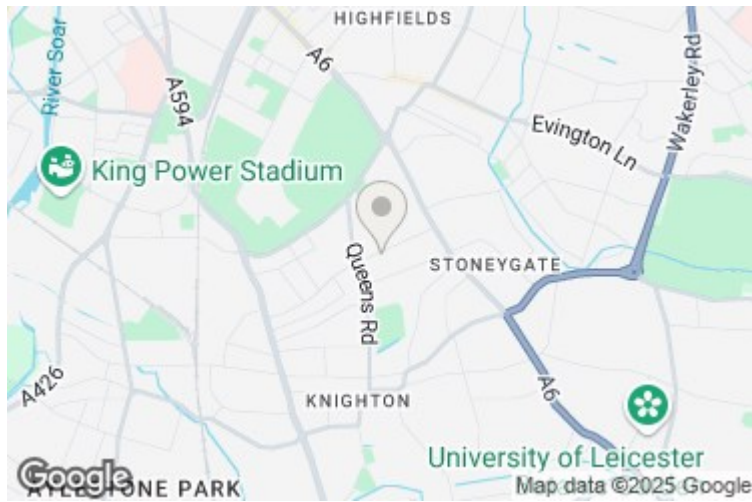 HIGHFIELDS
A6
River Soar
A594
Wakerley Rd
Evington Ln
King Power Stadium
Queens Rd
STONEYGATE
A426
A6
KNIGHTON
University of Leicester
Google
AYLESTONE PARK
Map data ©2025 Google